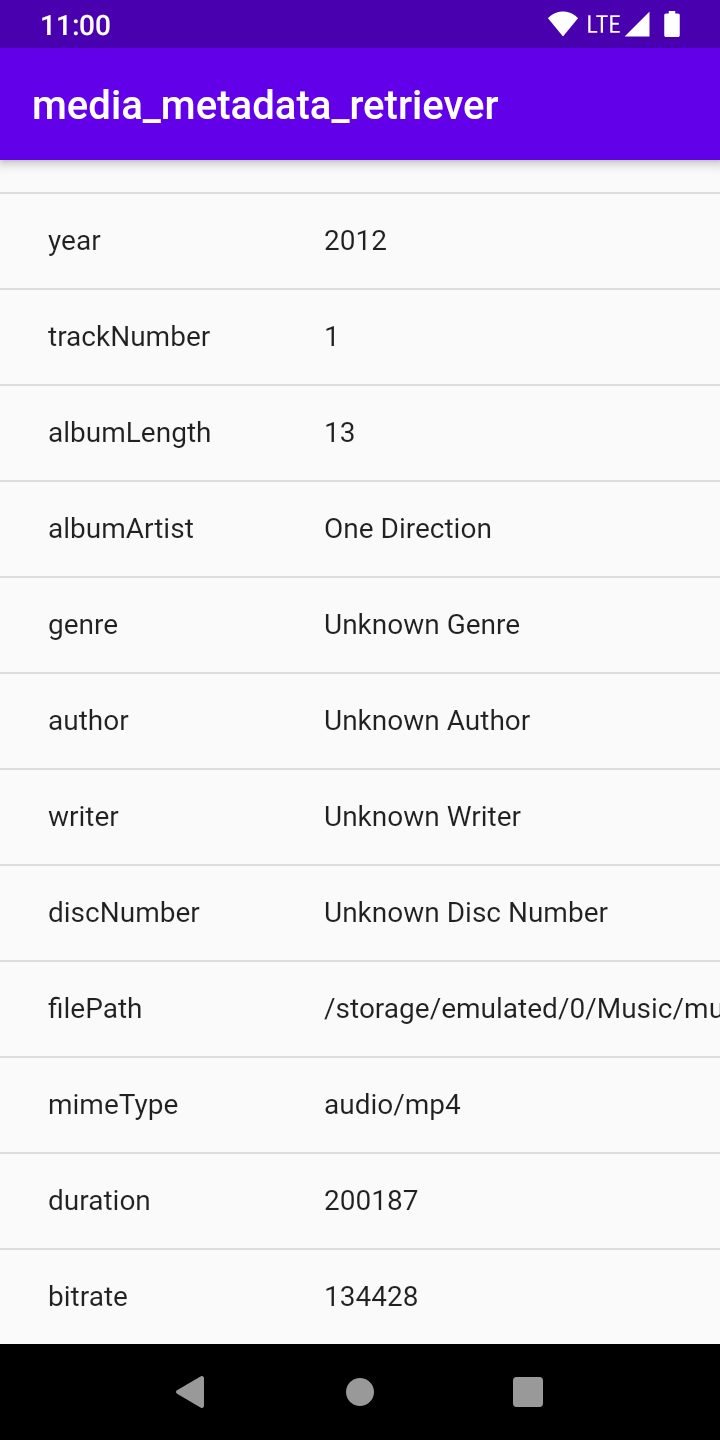 11:00 LTE
media_metadata_retriever
year 2012
trackNumber 1
albumLength 13
albumArtist One Direction
genre Unknown Genre
author Unknown Author
writer Unknown Writer
discNumber Unknown Disc Number
filePath /storage/emulated/0/Music/mu
mimeType audio/mp4
duration 200187
bitrate 134428